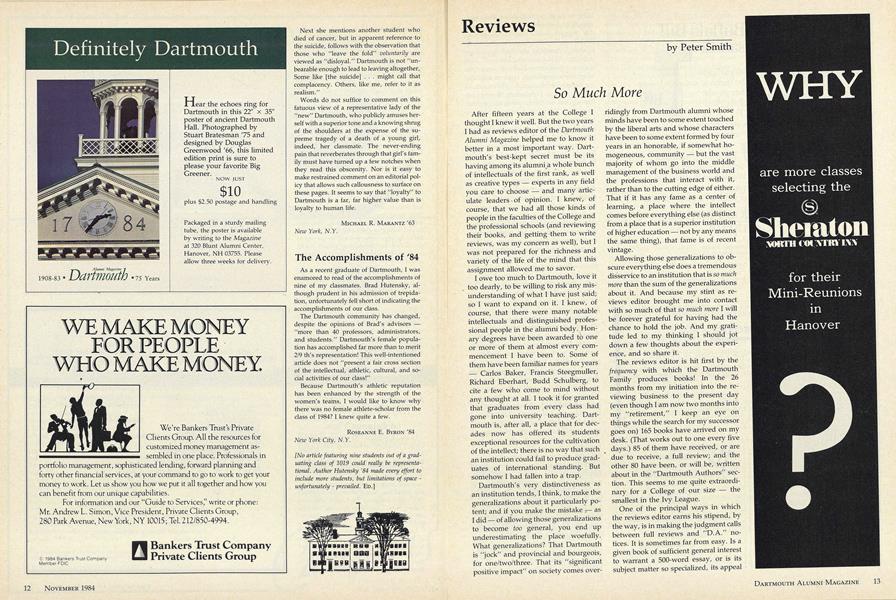 Definitely Dartmouth
17 84
Hear the echoes ring for
Dartmouth in this 22" × 35"
poster of ancient Dartmouth
Hall. Photographed by
Stuart Bratesman '75 and
designed by Douglas
Greenwood '66, this limited
edition print is sure to
please your favorite Big
Greener.
NOW JUST
$10
plus $2.50 postage and handling
Packaged in a sturdy mailing
tube, the poster is available
by writing to the Magazine
at 320 Blunt Alumni Center,
Hanover, NH 03755. Please
allow three weeks for delivery.
Alumni Magazine
1908-83 • Dartmouth • 75 Years
WE MAKE MONEY
FOR PEOPLE
WHO MAKE MONEY.
We're Bankers Trust's Private
Clients Group. All the resources for
customized money management as-
sembled in one place. Professionals in
portfolio management, sophisticated lending, forward planning and
forty other financial services, at your command to go to work to get your
money to work. Let us show you how we put it all together and how you
can benefit from our unique capabilities.
For information and our "Guide to Services," write or phone:
Mr. Andrew L. Simon, Vice President, Private Clients Group,
280 Park Avenue, New York, NY 10015; Tel. 212/850-4994.
© 1984 Bankers Trust Company
Member FDIC
Bankers Trust Company
Private Clients Group
12 NOVEMBER 1984
Next she mentions another student who
died of cancer, but in apparent reference to
the suicide, follows with the observation that
those who "leave the fold" voluntarily are
viewed as "disloyal." Dartmouth is not "un-
bearable enough to lead to leaving altogether,
Some like [the suicide] . . . might call that
complacency. Others, like me, refer to it as
realism."
Words do not suffice to comment on this
fatuous view of a representative lady of the
"new" Dartmouth, who publicly amuses her-
self with a superior tone and a knowing shrug
of the shoulders at the expense of the su-
preme tragedy of a death of a young girl,
indeed, her classmate. The never-ending
pain that reverberates through that girl's fam-
ily must have turned up a few notches when
they read this obscenity. Nor is it easy to
make restrained comment on an editorial pol-
icy that allows such callousness to surface on
these pages. It seems to say that "loyalty" to
Dartmouth is a far, far higher value than is
loyalty to human life.
MICHAEL R. MARANTZ '63
New York, N.Y.
The Accomplishments of '84
As a recent graduate of Dartmouth, I was
enamored to read of the accomplishments of
nine of my classmates. Brad Hutensky, al-
though prudent in his admission of trepida-
tion, unfortunately fell short of indicating the
accomplishments of our class.
The Dartmouth community has changed,
despite the opinions of Brad's advisers —
"more than 40 professors, administrators,
and students." Dartmouth's female popula-
tion has accomplished far more than to merit
2/9 th's representation! This well-intentioned
article does not "present a fair cross section
of the intellectual, athletic, cultural, and so-
cial activities of our class!"
Because Dartmouth's athletic reputation
has been enhanced by the strength of the
women's teams, I would like to know why
there was no female athlete-scholar from the
class of 1984? I knew quite a few.
ROSEANNE E. BYRON '84
New York City, N.Y.
[No article featuring nine students out of a grad-
uating class of 1019 could really be representa-
tional. Author Hutensky '84 made every effort to
include more students, but limitations of space -
unfortunately - prevailed. ED.]
Reviews
by Peter Smith
So Much More
After fifteen years at the College I
thought I knew it well. But the two years
I had as reviews editor of the Dartmouth
Alumni Magazine helped me to know it
better in a most important way. Dart-
mouth's best-kept secret must be its
having among its alumni a whole bunch
of intellectuals of the first rank, as well
as creative types — experts in any field
you care to choose — and many artic-
ulate leaders of opinion. I knew, of
course, that we had all those kinds of
people in the faculties of the College and
the professional schools (and reviewing
their books, and getting them to write
reviews, was my concern as well), but I
was not prepared for the richness and
variety of the life of the mind that this
assignment allowed me to savor.
I owe too much to Dartmouth, love it
too dearly, to be willing to risk any mis-
understanding of what I have just said;
so I want to expand on it. I knew, of
course, that there were many notable
intellectuals and distinguished profes-
sional people in the alumni body. Hon-
ary degrees have been awarded to one
or more of them at almost every com-
mencement I have been to. Some of
them have been familiar names for years
— Carlos Baker, Francis Steegmuller,
Richard Eberhart, Budd Schulberg, to
cite a few who come to mind without
any thought at all. I took it for granted
that graduates from every class had
gone into university teaching. Dart-
mouth is, after all, a place that for dec-
ades now has offered its students
exceptional resources for the cultivation
of the intellect; there is no way that such
an institution could fail to produce grad-
uates of international standing. But
somehow I had fallen into a trap.
Dartmouth's very distinctiveness as
an institution tends, I think, to make the
generalizations about it particularly po-
tent; and if you make the mistake — as
I did — of allowing those generalizations
to become too general, you end up
underestimating the place woefully.
What generalizations? That Dartmouth
is "jock" and provincial and bourgeois,
for one/two/three. That its "significant
positive impact" on society comes over-
ridingly from Dartmouth alumni whose
minds have been to some extent touched
by the liberal arts and whose characters
have been to some extent formed by four
years in an honorable, if somewhat ho-
mogeneous, community — but the vast
majority of whom go into the middle
management of the business world and
the professions that interact with it,
rather than to the cutting edge of either.
That if it has any fame as a center of
learning, a place where the intellect
comes before everything else (as distinct
from a place that is a superior institution
of higher education — not by any means
the same thing), that fame is of recent
vintage.
Allowing those generalizations to ob-
scure everything else does a tremendous
disservice to an institution that is so much
more than the sum of the generalizations
about it. And because my stint as re-
views editor brought me into contact
with so much of that so much more I will
be forever grateful for having had the
chance to hold the job. And my grati-
tude led to my thinking I should jot
down a few thoughts about the experi-
ence, and so share it.
The reviews editor is hit first by the
frequency with which the Dartmouth
Family produces books! In the 26
months from my initiation into the re-
viewing business to the present day
(even though I am now two months into
my "retirement," I keep an eye on
things while the search for my successor
goes on) 165 books have arrived on my
desk. (That works out to one every five
days.) 85 of them have received, or are
due to receive, a full review; and the
other 80 have been, or will be, written
about in the "Dartmouth Authors" sec-
tion. This seems to me quite extraordi-
nary for a College of our size — the
smallest in the Ivy League.
One of the principal ways in which
the reviews editor earns his stipend, by
the way, is in making the judgment calls
between full reviews and "D.A." no-
tices. It is sometimes far from easy. Is a
given book of sufficient general interest
to warrant a 500-word essay, or is its
subject matter so specialized, its appeal
WHY
are more classes
selecting the
S
Sheraton
NORTH COUNTRY INN
for their
Mini-Reunions
in
Hanover
?
DARTMOUTH ALUMNI MAGAZINE 13